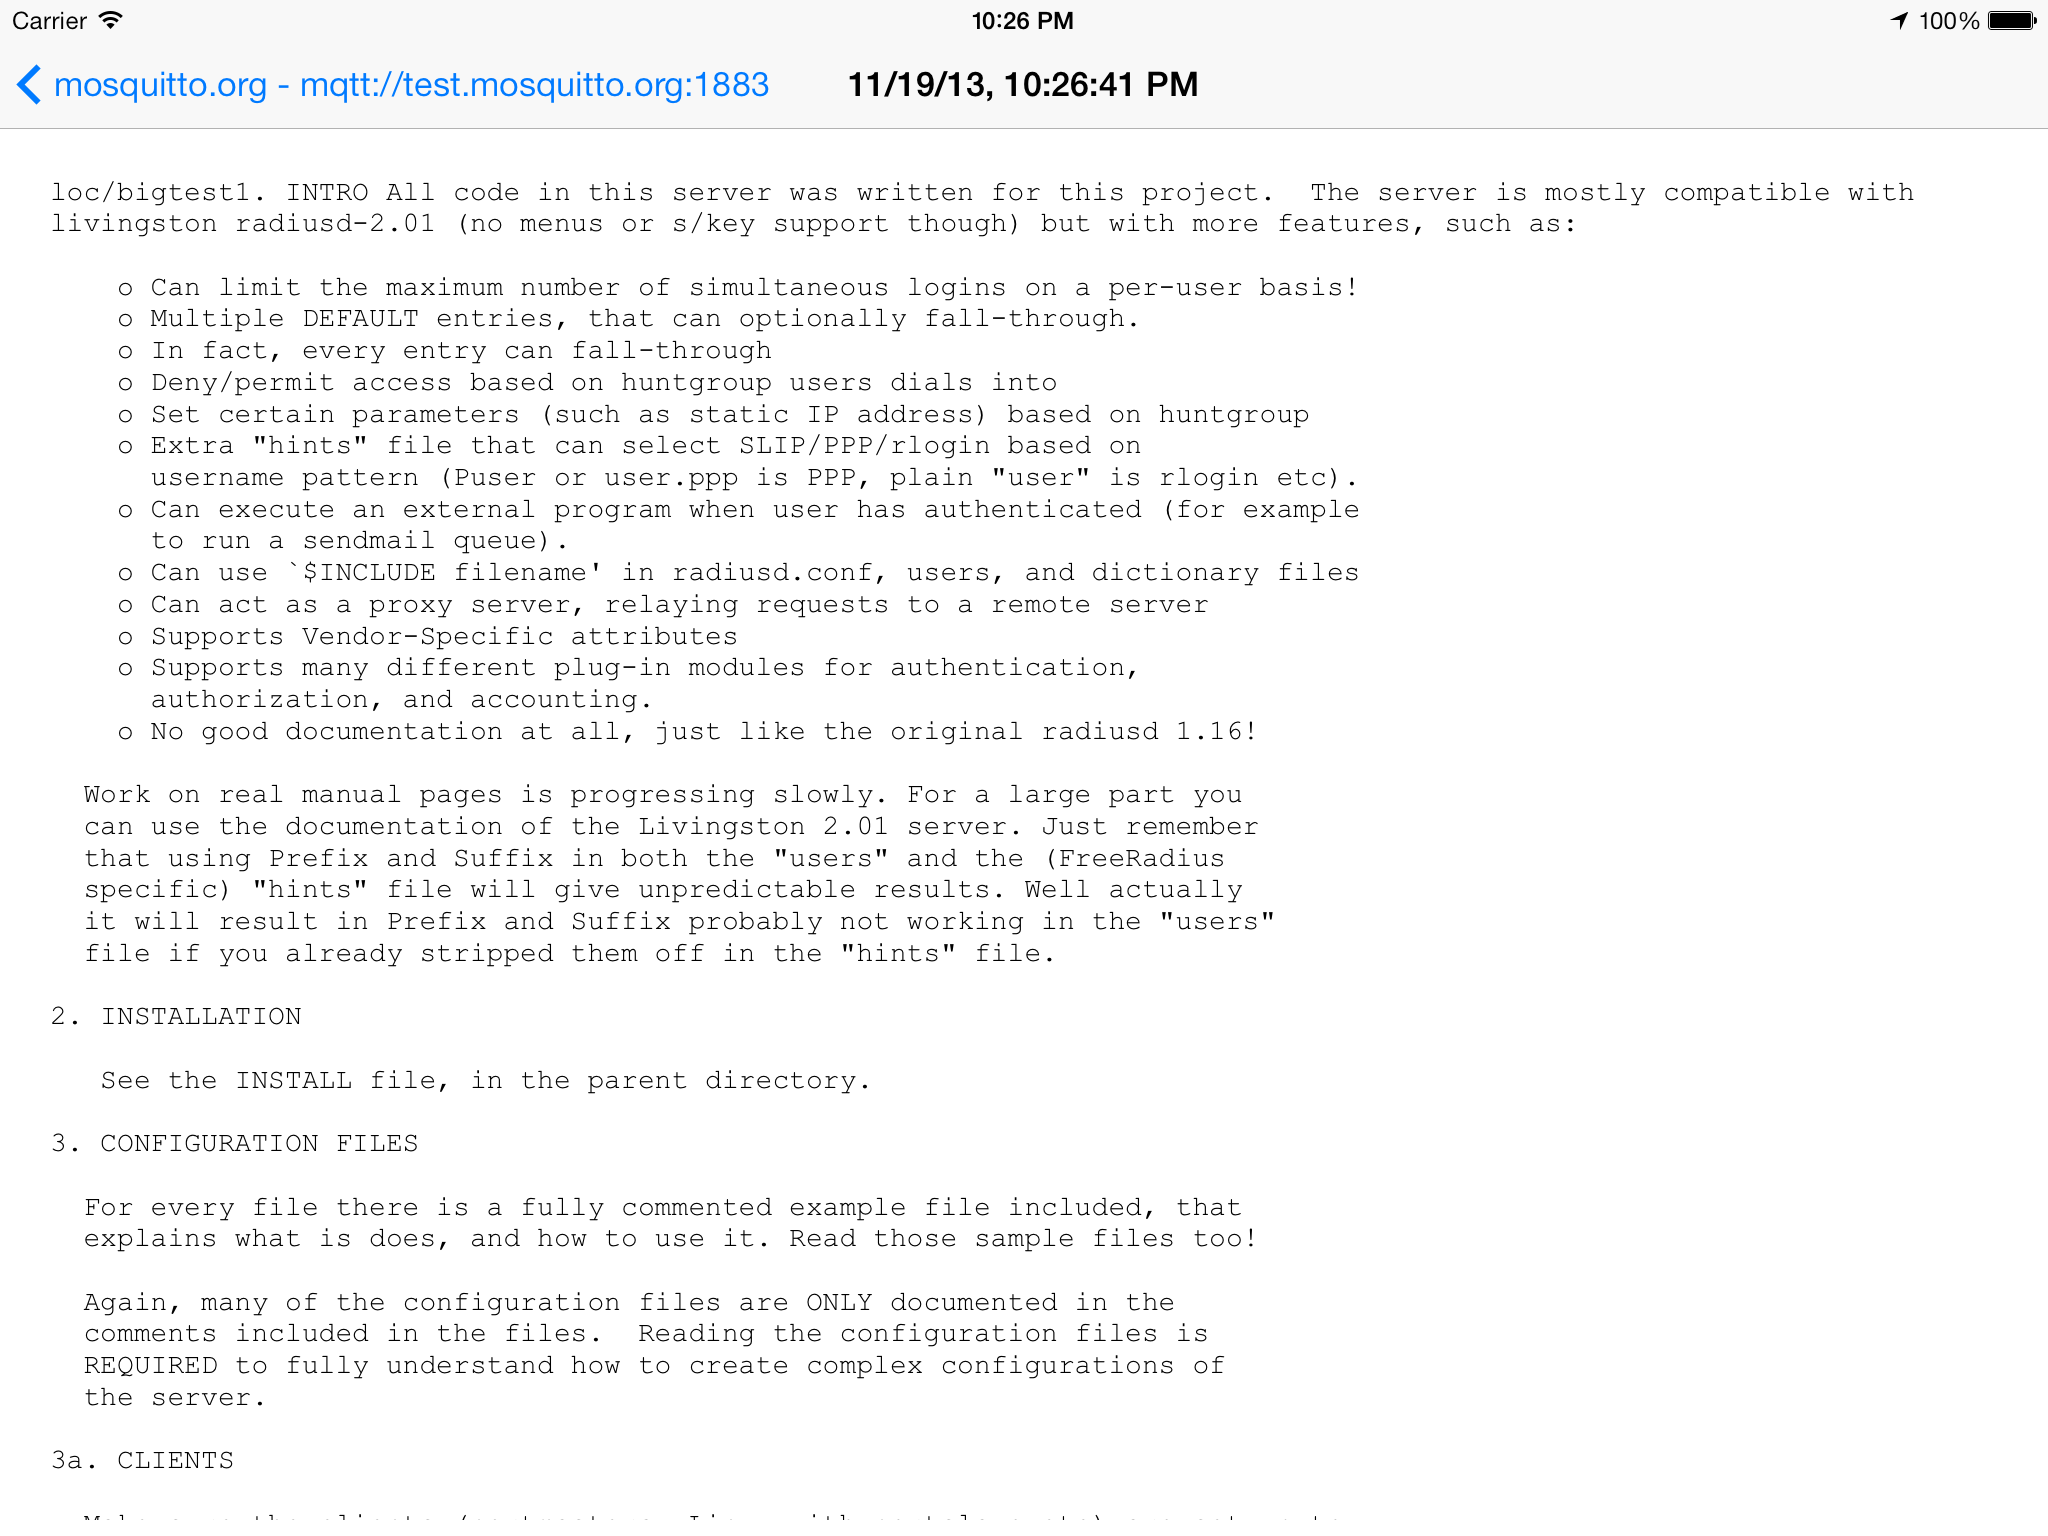 Carrier 10:26 PM 100%
mosquitto.org - mqtt://test.mosquitto.org:1883 11/19/13, 10:26:41 PM
loc/bigtest1. INTRO All code in this server was written for this project.  The server is mostly compatible with
livingston radiusd-2.01 (no menus or s/key support though) but with more features, such as:
o Can limit the maximum number of simultaneous logins on a per-user basis!
o Multiple DEFAULT entries, that can optionally fall-through.
o In fact, every entry can fall-through
o Deny/permit access based on huntgroup users dials into
o Set certain parameters (such as static IP address) based on huntgroup
o Extra "hints" file that can select SLIP/PPP/rlogin based on
username pattern (Puser or user.ppp is PPP, plain "user" is rlogin etc).
o Can execute an external program when user has authenticated (for example
to run a sendmail queue).
o Can use `$INCLUDE filename' in radiusd.conf, users, and dictionary files
o Can act as a proxy server, relaying requests to a remote server
o Supports Vendor-Specific attributes
o Supports many different plug-in modules for authentication,
authorization, and accounting.
o No good documentation at all, just like the original radiusd 1.16!
Work on real manual pages is progressing slowly. For a large part you
can use the documentation of the Livingston 2.01 server. Just remember
that using Prefix and Suffix in both the "users" and the (FreeRadius
specific) "hints" file will give unpredictable results. Well actually
it will result in Prefix and Suffix probably not working in the "users"
file if you already stripped them off in the "hints" file.
2. INSTALLATION
See the INSTALL file, in the parent directory.
3. CONFIGURATION FILES
For every file there is a fully commented example file included, that
explains what is does, and how to use it. Read those sample files too!
Again, many of the configuration files are ONLY documented in the
comments included in the files.  Reading the configuration files is
REQUIRED to fully understand how to create complex configurations of
the server.
3a. CLIENTS